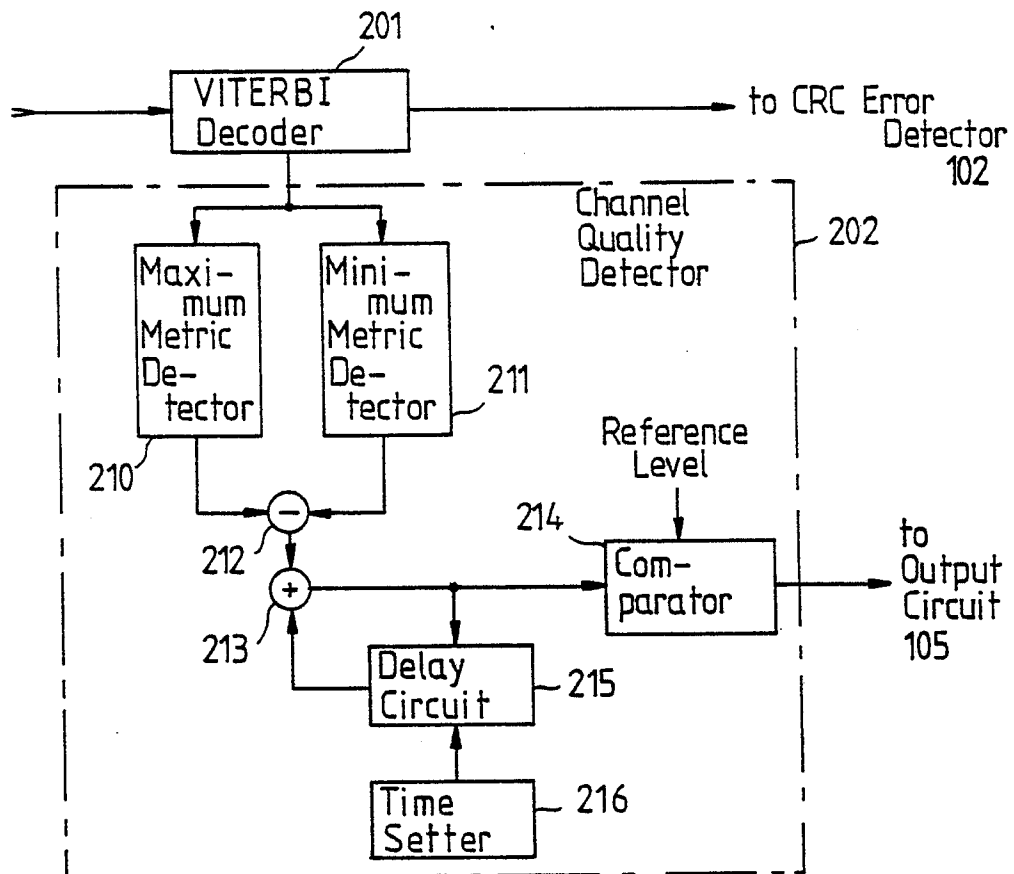 201
VITERBI
Decoder
to CRC Error
Detector
102
Channel
Quality
Detector
202
Maxi-
mum
Metric
De-
tector
Mini-
mum
Metric
De-
tector
211
210
Reference
Level
212
214
Com-
parator
to
Output
Circuit
105
+
213
Delay
Circuit
215
Time
Setter
216